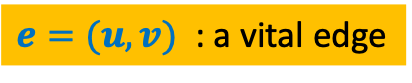 e = (u, v) : a vital edge